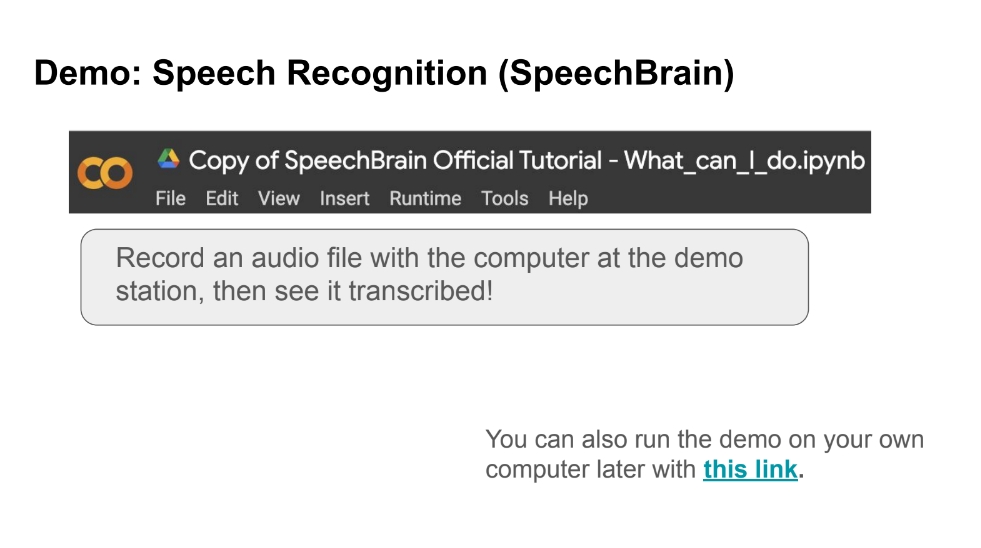 Demo: Speech Recognition (SpeechBrain)
Copy of SpeechBrain Official Tutorial - What_can_I_do.ipynb
File Edit View Insert Runtime Tools Help
Record an audio file with the computer at the demo
station, then see it transcribed!
You can also run the demo on your own
computer later with this link.